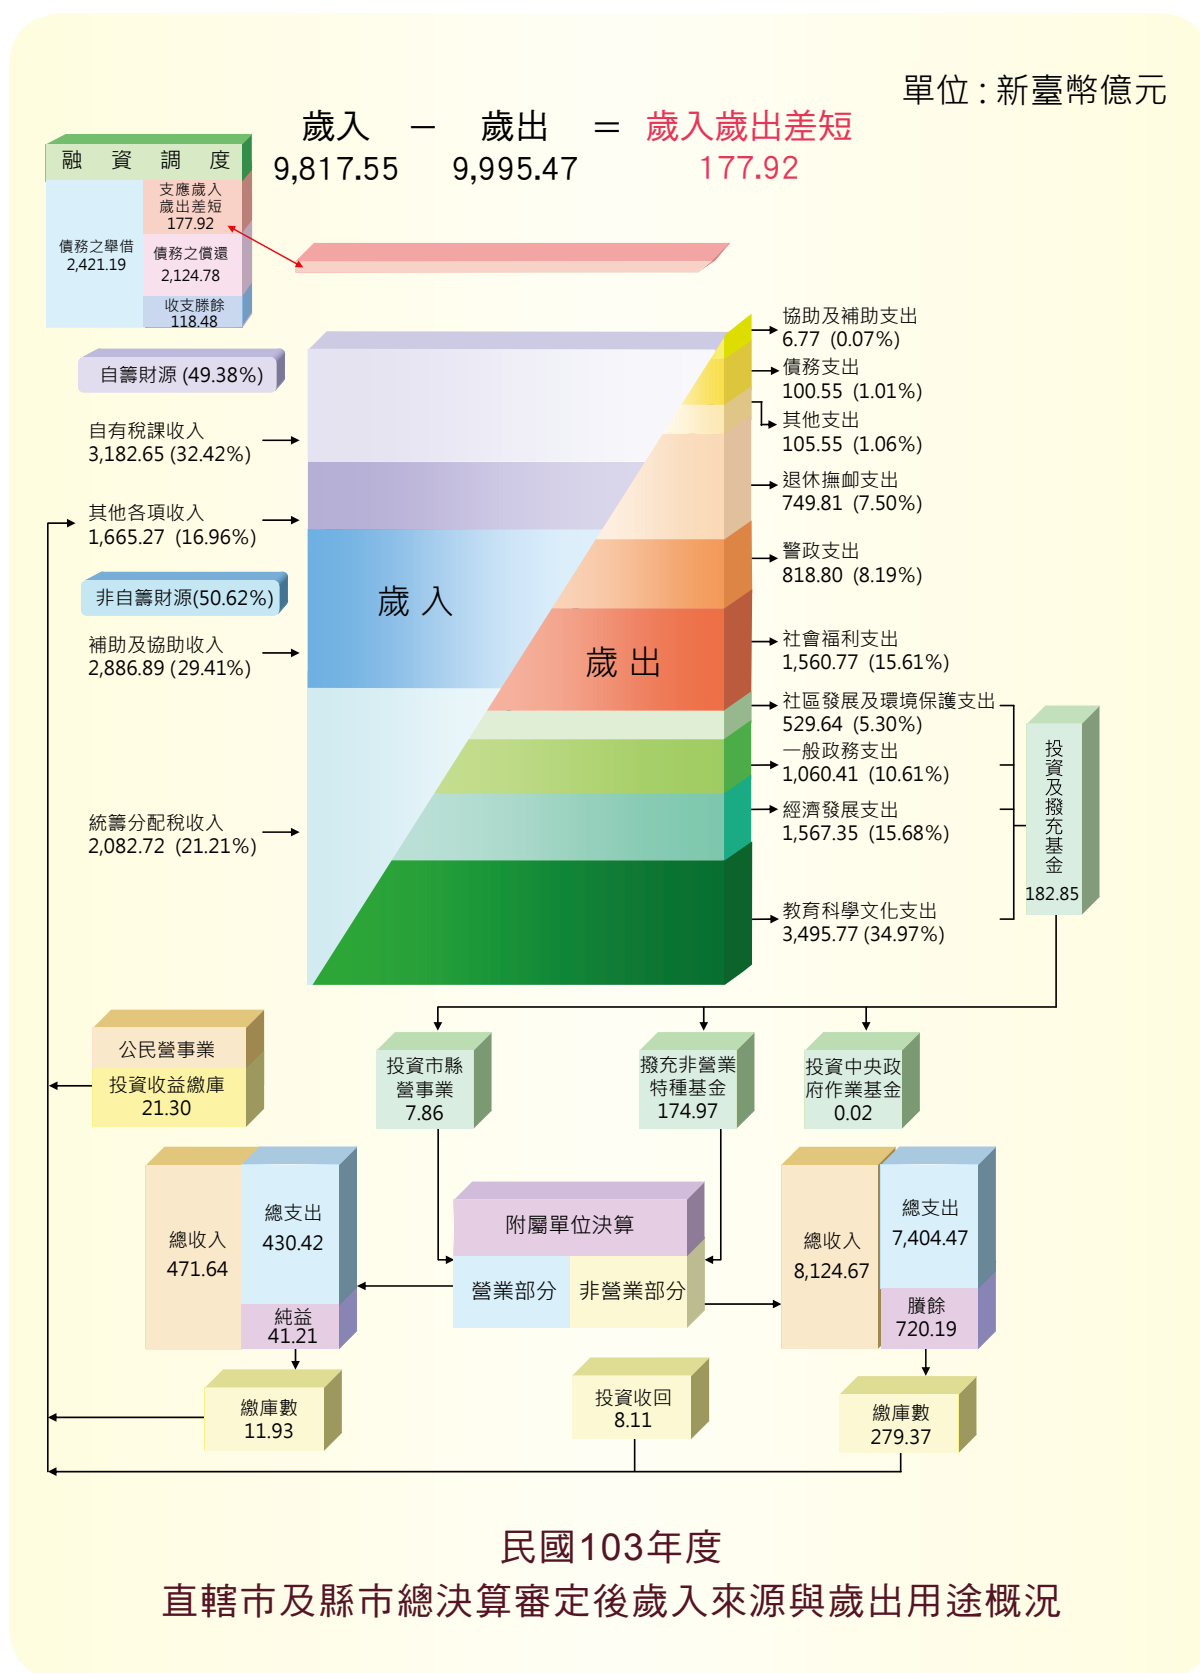 單位：新臺幣億元
歲入 － 歲出 ＝ 歲入歲出差短
9,817.55 9,995.47 177.92
融資調度
債務之舉借
2,421.19
支應歲入
歲出差短
177.92
債務之償還
2,124.78
收支賸餘
118.48
自籌財源 (49.38%)
自有稅課收入
3,182.65 (32.42%)
其他各項收入
1,665.27 (16.96%)
非自籌財源(50.62%)
補助及協助收入
2,886.89 (29.41%)
統籌分配稅收入
2,082.72 (21.21%)
歲入
歲出
協助及補助支出
6.77 (0.07%)
債務支出
100.55 (1.01%)
其他支出
105.55 (1.06%)
退休撫卹支出
749.81 (7.50%)
警政支出
818.80 (8.19%)
社會福利支出
1,560.77 (15.61%)
社區發展及環境保護支出
529.64 (5.30%)
一般政務支出
1,060.41 (10.61%)
經濟發展支出
1,567.35 (15.68%)
教育科學文化支出
3,495.77 (34.97%)
投資及撥充基金
182.85
公民營事業
投資收益繳庫
21.30
投資市縣
營事業
7.86
撥充非營業
特種基金
174.97
投資中央政
府作業基金
0.02
總收入
471.64
總支出
430.42
純益
41.21
附屬單位決算
營業部分
非營業部分
總收入
8,124.67
總支出
7,404.47
賸餘
720.19
繳庫數
11.93
投資收回
8.11
繳庫數
279.37
民國103年度
直轄市及縣市總決算審定後歲入來源與歲出用途概況